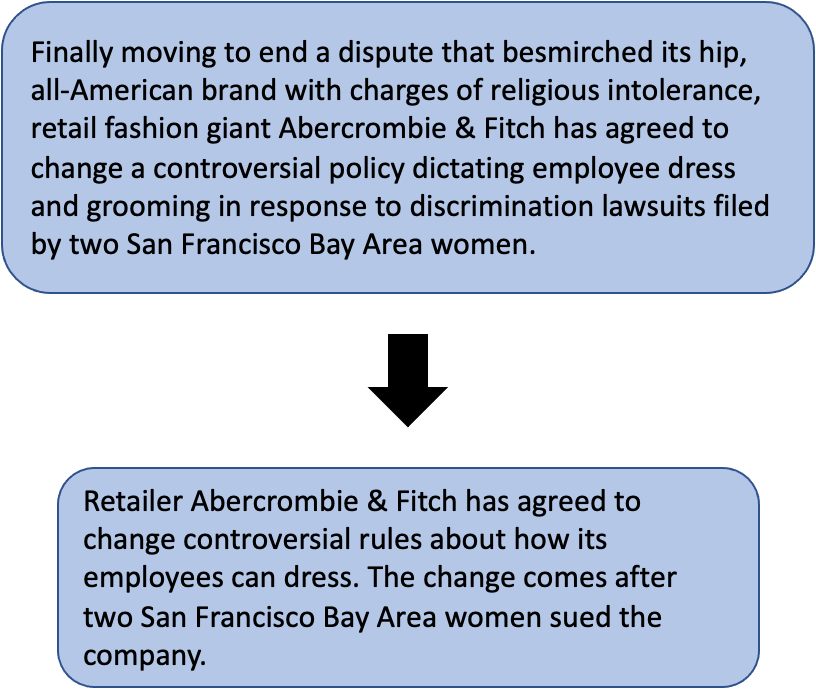 Finally moving to end a dispute that besmirched its hip,
all-American brand with charges of religious intolerance,
retail fashion giant Abercrombie & Fitch has agreed to
change a controversial policy dictating employee dress
and grooming in response to discrimination lawsuits filed
by two San Francisco Bay Area women.
Retailer Abercrombie & Fitch has agreed to
change controversial rules about how its
employees can dress. The change comes after
two San Francisco Bay Area women sued the
company.